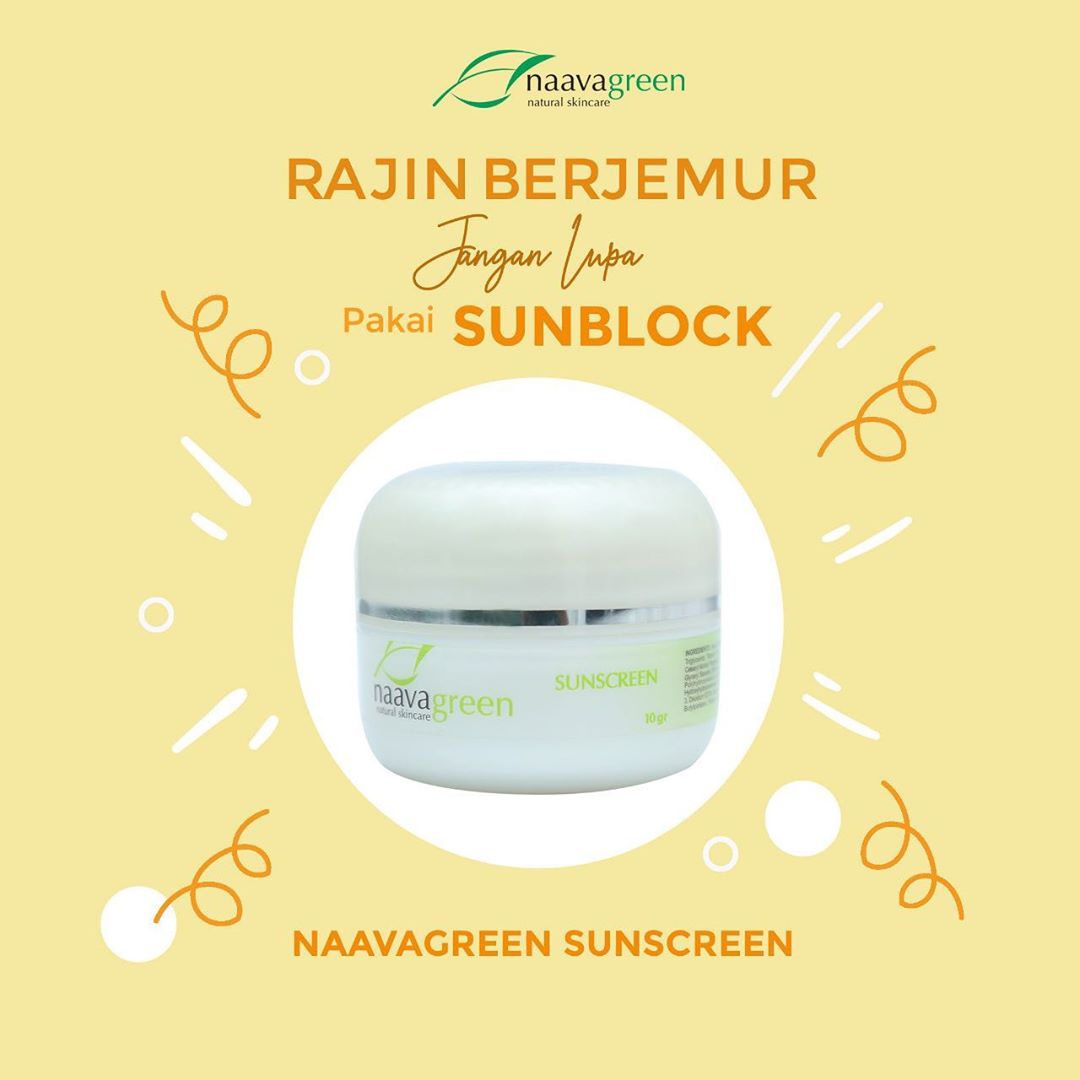 naavagreen
natural skincare
RAJIN BERJEMUR
Jangan Lupa
Pakai SUNBLOCK
naavagreen
natural skincare
SUNSCREEN
10 gr
NAAVAGREEN SUNSCREEN